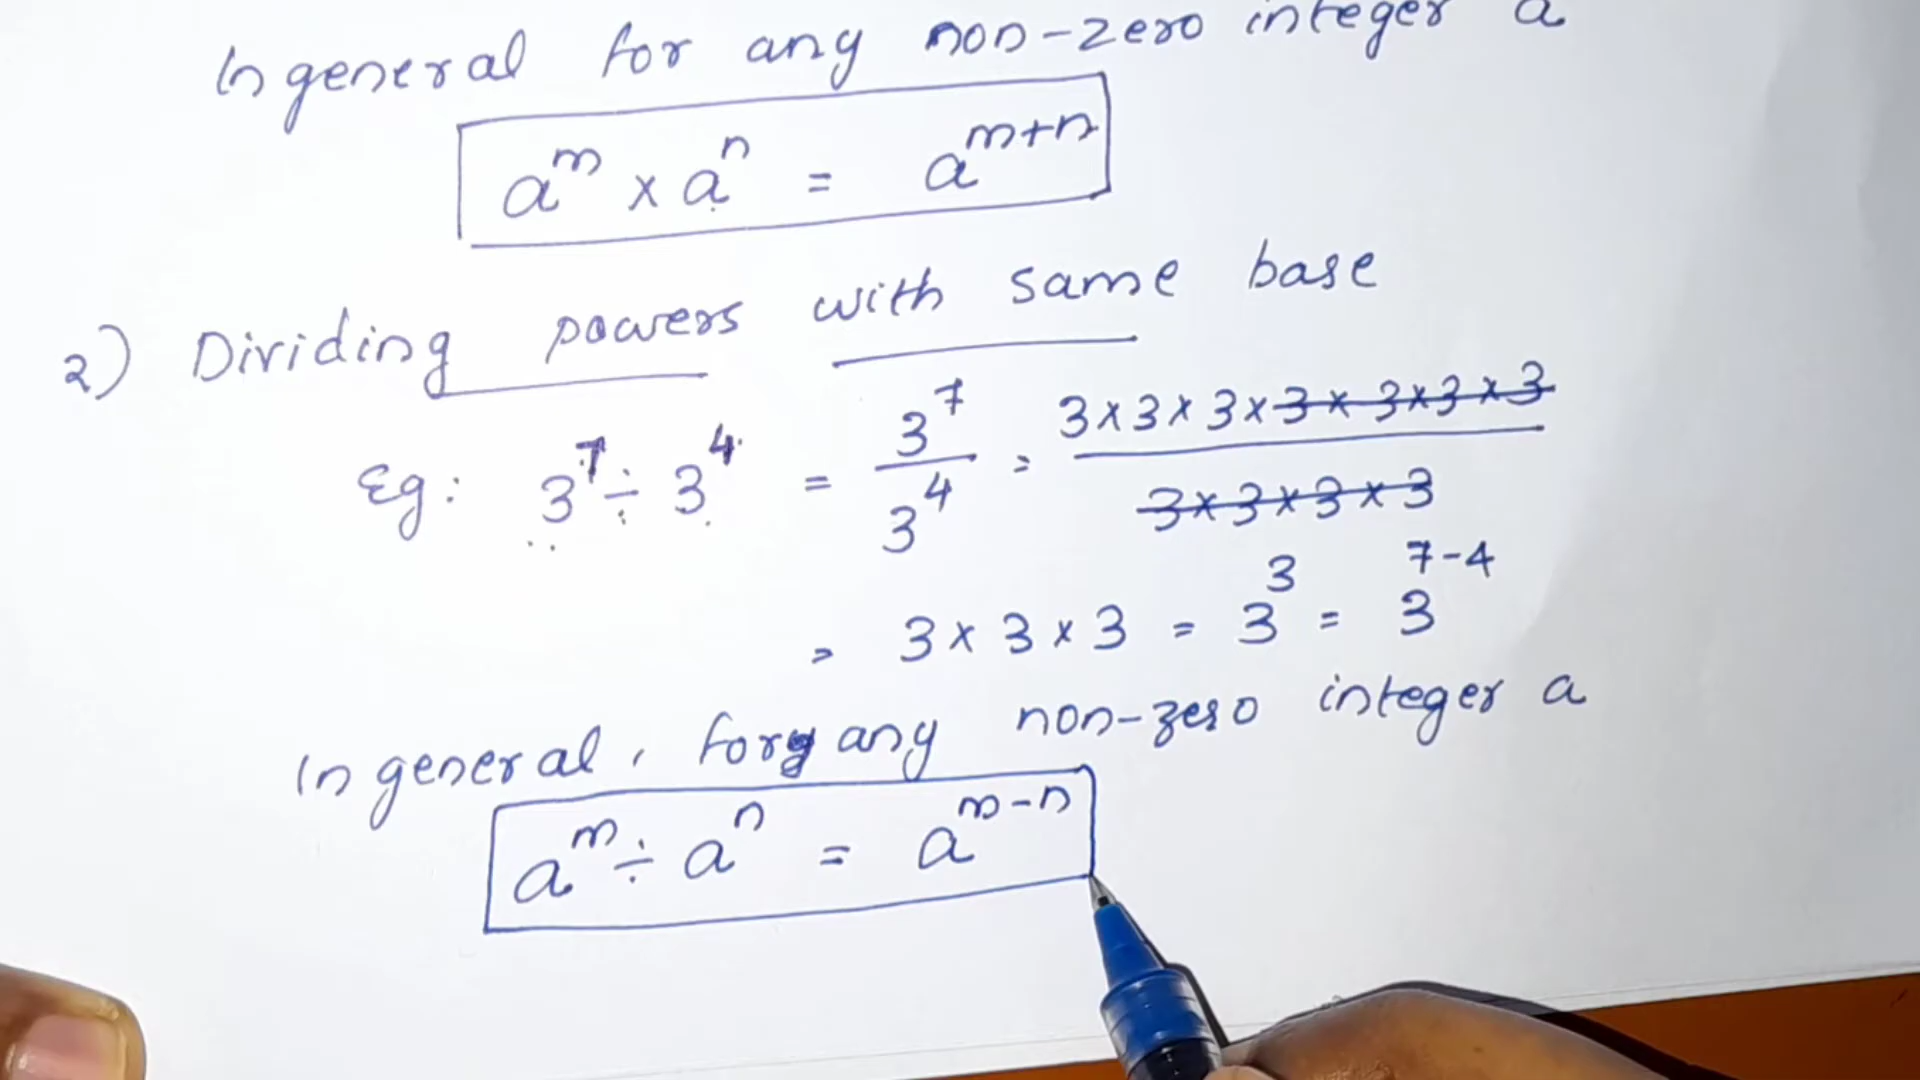 In general for any non-zero integer a
a^m × a^n = a^(m+n)
2) Dividing powers with same base
Eg: 3^7 ÷ 3^4 = 3^7/3^4 = 3×3×3×3×3×3×3 / 3×3×3×3
= 3×3×3 = 3^3 = 3^(7-4)
In general, for any non-zero integer a
a^m ÷ a^n = a^(m-n)